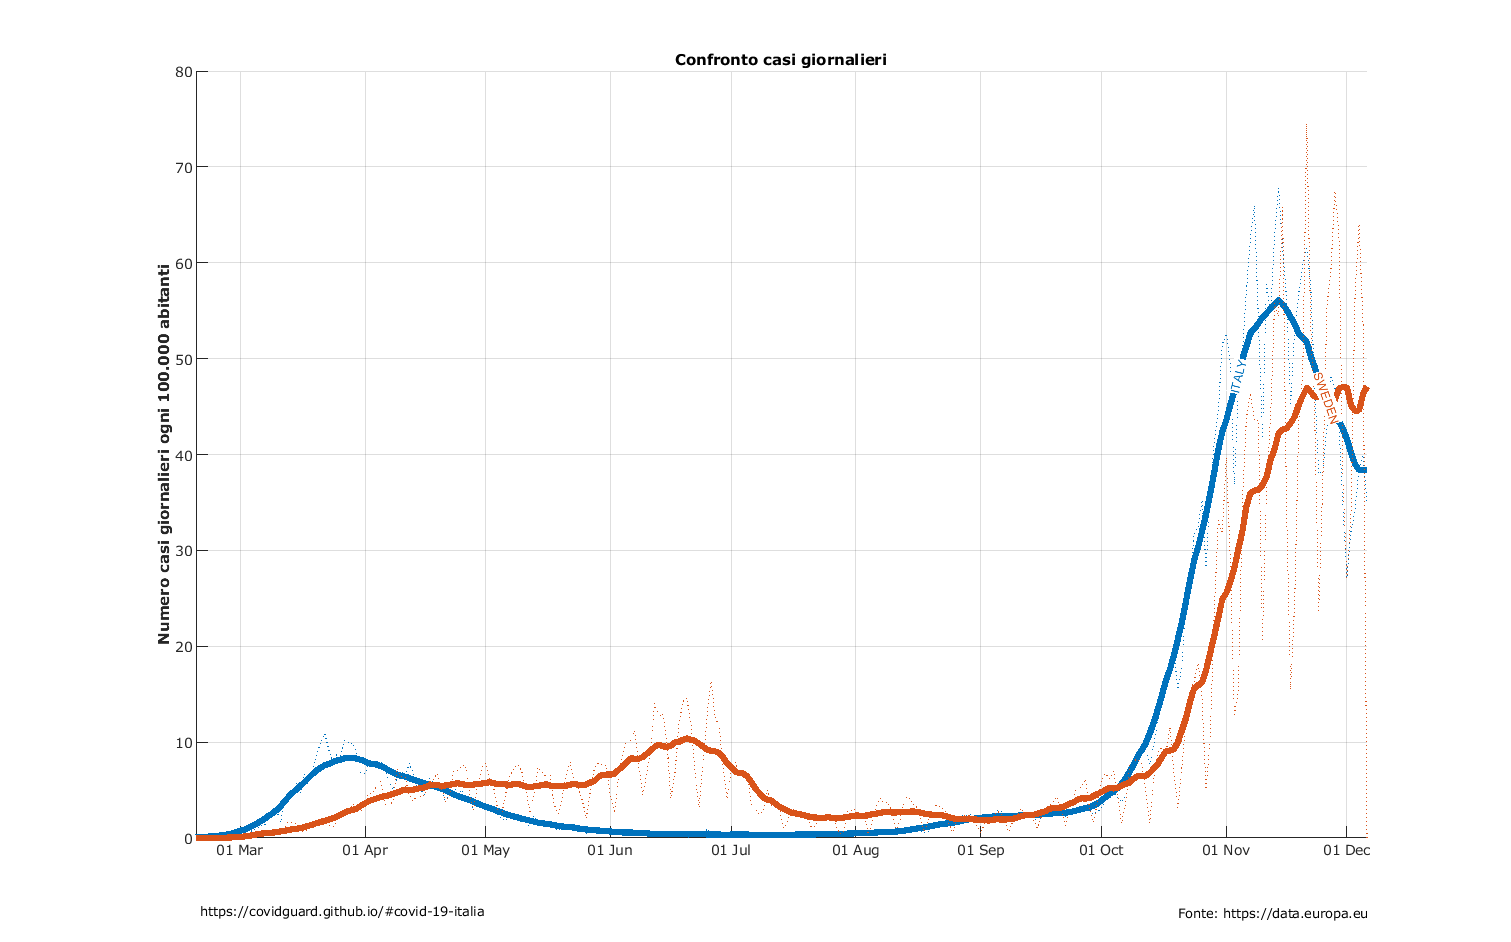 Confronto casi giornalieri
Numero casi giornalieri ogni 100.000 abitanti
80
70
60
50
40
30
20
10
0
ITALY
SWEDEN
01 Mar
01 Apr
01 May
01 Jun
01 Jul
01 Aug
01 Sep
01 Oct
01 Nov
01 Dec
https://covidguard.github.io/#covid-19-italia
Fonte: https://data.europa.eu